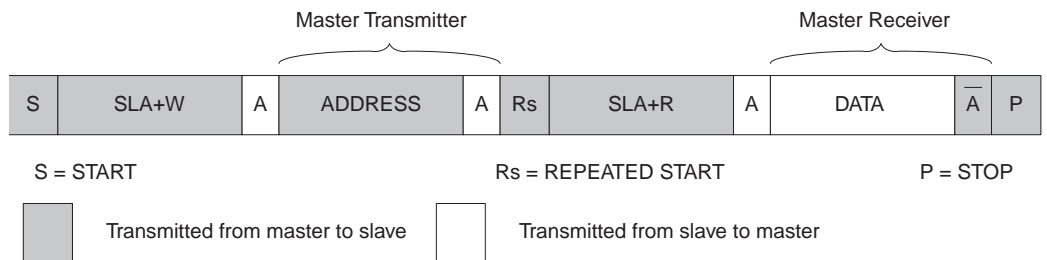 Master Transmitter Master Receiver
S SLA+W A ADDRESS A Rs SLA+R A DATA A̅ P
S = START Rs = REPEATED START P = STOP
Transmitted from master to slave Transmitted from slave to master